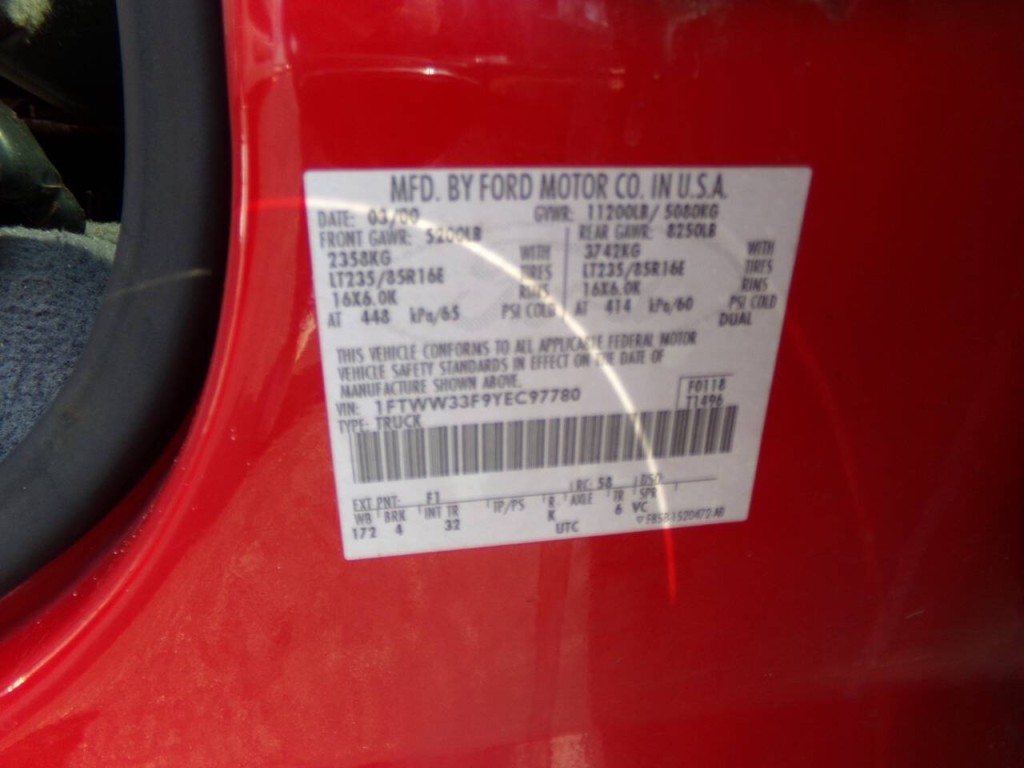 MFD. BY FORD MOTOR CO. IN U.S.A.
DATE: 03/00 GVWR: 11200LB/ 5080KG
FRONT GAWR: 5200LB REAR GAWR: 8250LB
2358KG WITH 3742KG WITH
LT235/85R16E TIRES LT235/85R16E TIRES
16X6.0K RIMS 16X6.0K RIMS
AT 448 kPa/65 PSI COLD AT 414 kPa/60 PSI COLD
DUAL
THIS VEHICLE CONFORMS TO ALL APPLICABLE FEDERAL MOTOR
VEHICLE SAFETY STANDARDS IN EFFECT ON THE DATE OF
MANUFACTURE SHOWN ABOVE.
VIN: 1FTWW33F9YEC97780 F0118
TYPE: TRUCK T1496
EXT PNT: F1 RC: 58 DSO:
WB BRK INT TR TP/PS R AXLE TR SPR
172 4 32 K 6 VC
UTC F85B-1520472-AB